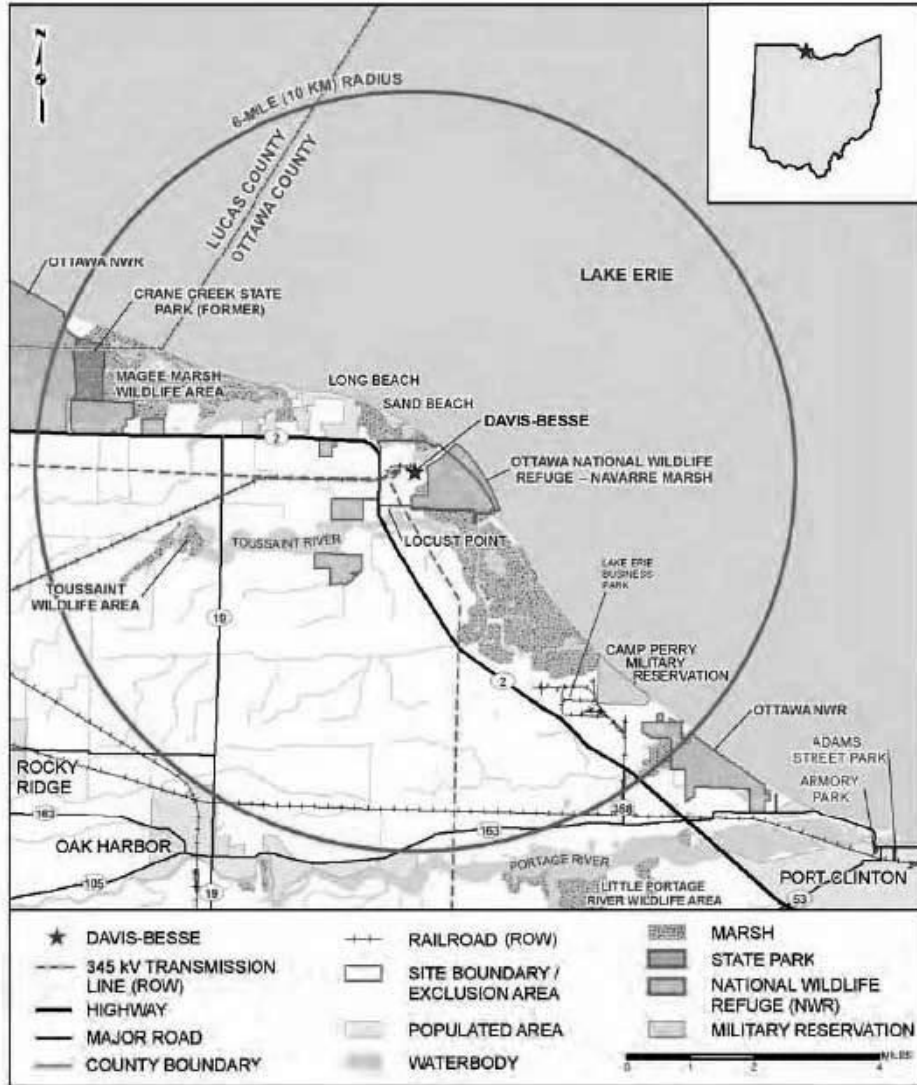 N
6-MILE (10 KM) RADIUS
LUCAS COUNTY
OTTAWA COUNTY
OTTAWA NWR
LAKE ERIE
CRANE CREEK STATE
PARK (FORMER)
MAGEE MARSH
WILDLIFE AREA
LONG BEACH
SAND BEACH
DAVIS-BESSE
2
OTTAWA NATIONAL WILDLIFE
REFUGE - NAVARRE MARSH
LOCUST POINT
TOUSSAINT RIVER
TOUSSAINT
WILDLIFE AREA
LAKE ERIE
BUSINESS
PARK
19
CAMP PERRY
MILITARY
RESERVATION
2
OTTAWA NWR
ADAMS
STREET PARK
ARMORY
PARK
ROCKY
RIDGE
163
358
163
OAK HARBOR
PORTAGE RIVER
PORT CLINTON
105
19
LITTLE PORTAGE
RIVER WILDLIFE AREA
53
DAVIS-BESSE
345 kV TRANSMISSION
LINE (ROW)
HIGHWAY
MAJOR ROAD
COUNTY BOUNDARY
RAILROAD (ROW)
SITE BOUNDARY /
EXCLUSION AREA
POPULATED AREA
WATERBODY
MARSH
STATE PARK
NATIONAL WILDLIFE
REFUGE (NWR)
MILITARY RESERVATION
MILES
0 1 2 4